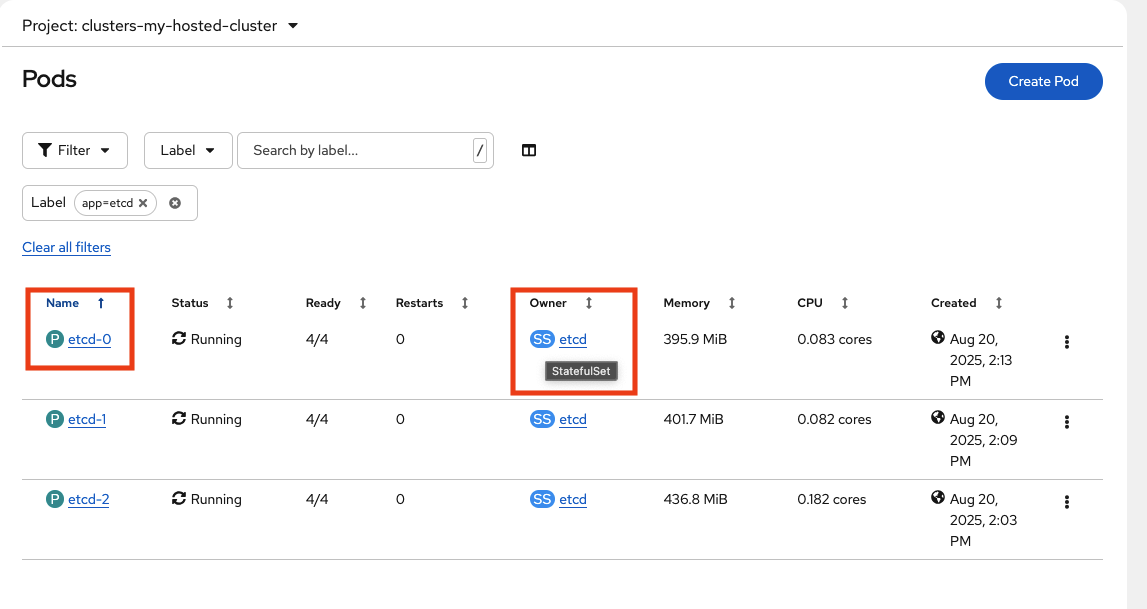 Project: clusters-my-hosted-cluster
Pods
Create Pod
Filter Label Search by label... /
Label app=etcd
Clear all filters
Name Status Ready Restarts Owner Memory CPU Created
P etcd-0 Running 4/4 0 SS etcd 395.9 MiB 0.083 cores Aug 20,
2025, 2:13
StatefulSet
PM
P etcd-1 Running 4/4 0 SS etcd 401.7 MiB 0.082 cores Aug 20,
2025, 2:09
PM
P etcd-2 Running 4/4 0 SS etcd 436.8 MiB 0.182 cores Aug 20,
2025, 2:03
PM